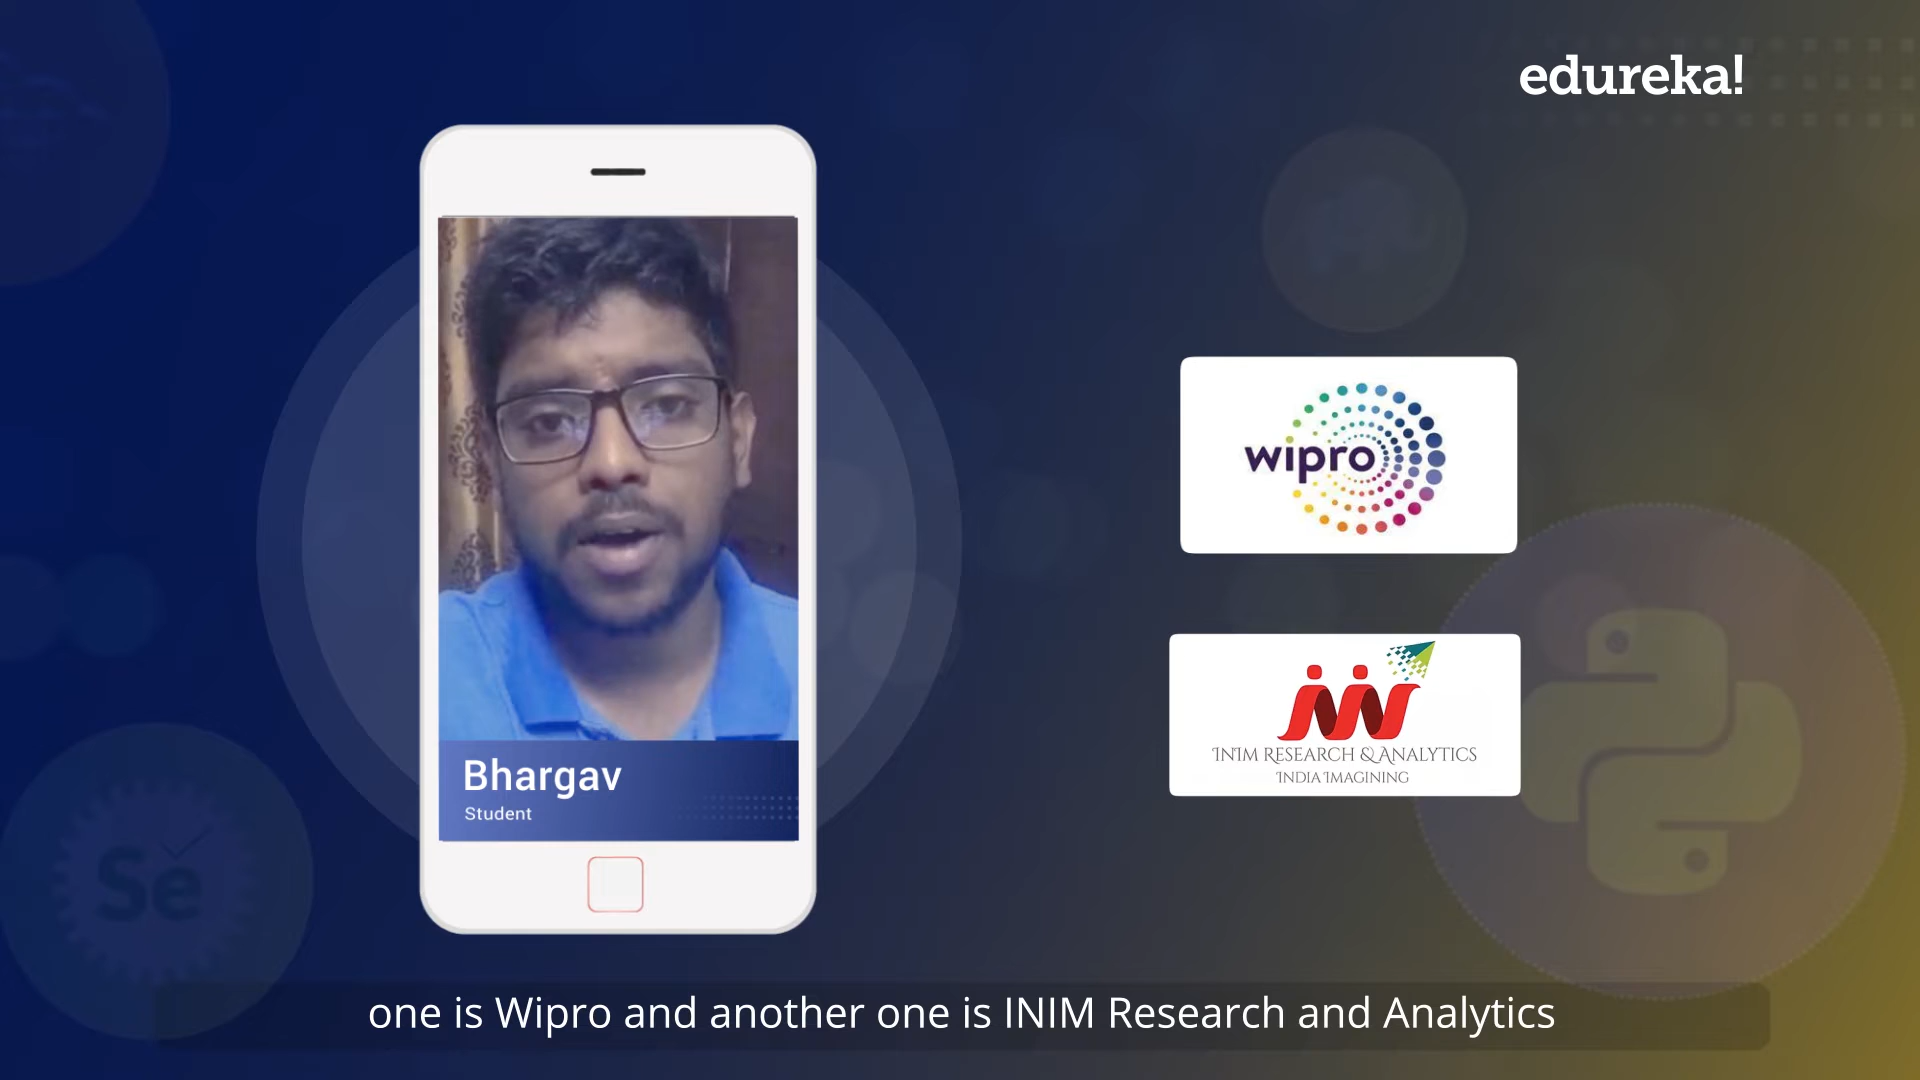 edureka!
wipro
INIM RESEARCH & ANALYTICS
INDIA IMAGINING
Bhargav
Student
Se
one is Wipro and another one is INIM Research and Analytics